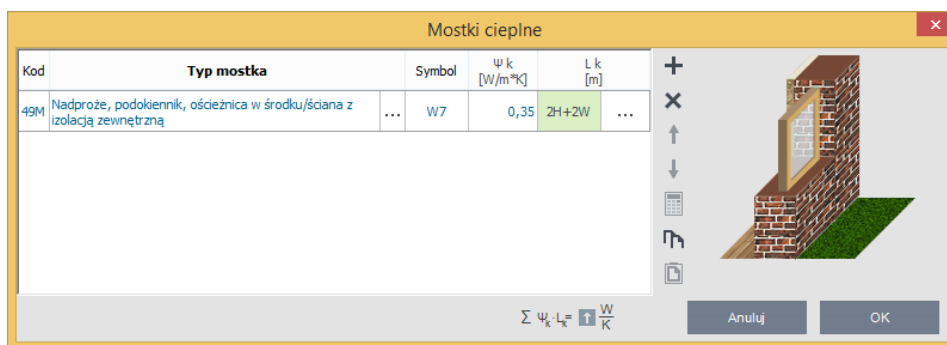 Mostki cieplne
×
Kod Typ mostka Symbol Ψ k [W/m*K] L k [m]
49M Nadproże, podokiennik, ościeżnica w środku/ściana z izolacją zewnętrzną ... W7 0,35 2H+2W ...
Σ Ψk·Lk= W/K
Anuluj OK